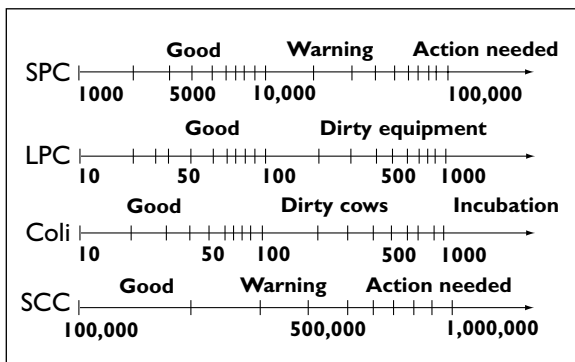 Good Warning Action needed
SPC
1000 5000 10,000 100,000
Good Dirty equipment
LPC
10 50 100 500 1000
Good Dirty cows Incubation
Coli
10 50 100 500 1000
Good Warning Action needed
SCC
100,000 500,000 1,000,000